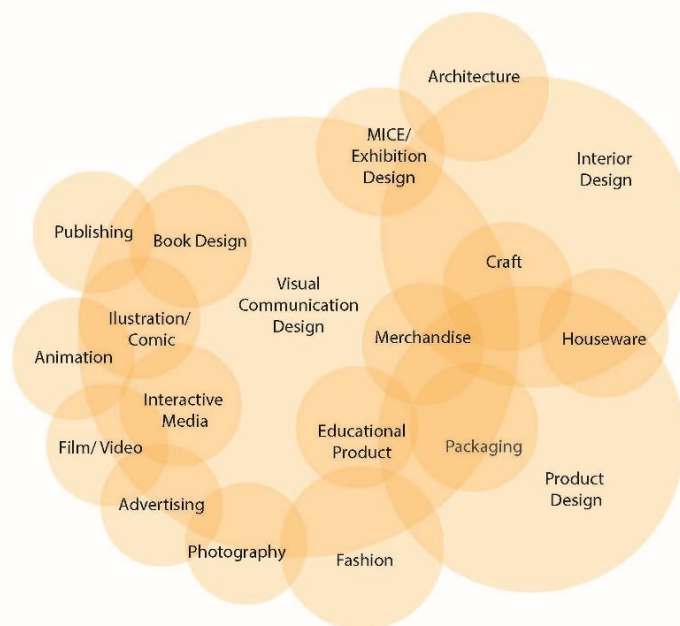 Architecture
MICE/
Exhibition
Design
Interior
Design
Publishing
Book Design
Craft
Visual
Communication
Design
Ilustration/
Comic
Merchandise
Houseware
Animation
Interactive
Media
Educational
Product
Film/ Video
Packaging
Product
Design
Advertising
Photography
Fashion